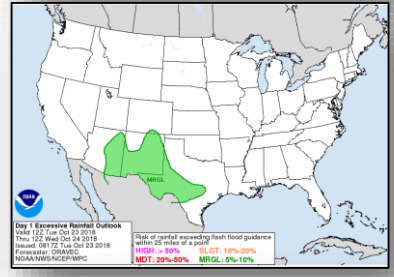 MRGL
NOAA
Day 1 Excessive Rainfall Outlook
Valid 12Z Tue Oct 23 2018
Thru 12Z Wed Oct 24 2018
Issued: 0817Z Tue Oct 23 2018
Forecaster: ORAVEC
NOAA/NWS/NCEP/WPC
Risk of rainfall exceeding flash flood guidance
within 25 miles of a point
HIGH: > 50% SLGT: 10%-20%
MDT: 20%-50% MRGL: 5%-10%